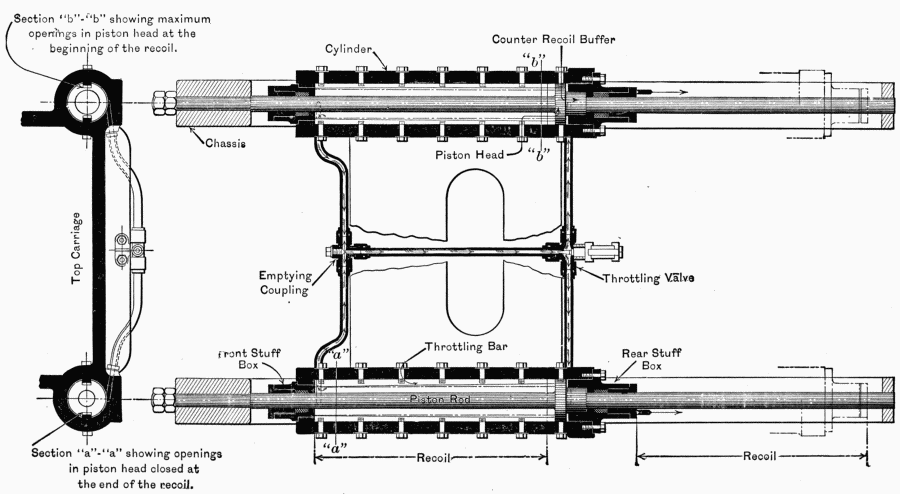 Section "b"-"b" showing maximum
openings in piston head at the
beginning of the recoil.
Cylinder
Counter Recoil Buffer
"b"
Chassis
Piston Head
"b"
Top Carriage
Emptying
Coupling
Throttling Valve
"a"
Throttling Bar
Front Stuff
Box
Rear Stuff
Box
Piston Rod
"a"
Section "a"-"a" showing openings
in piston head closed at
the end of the recoil.
Recoil
Recoil